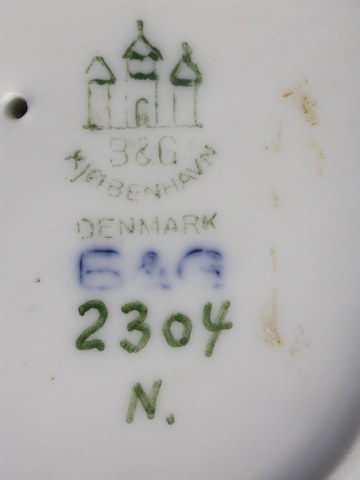 B&G
KJØBENHAVN
DENMARK
B&G
2304
N.